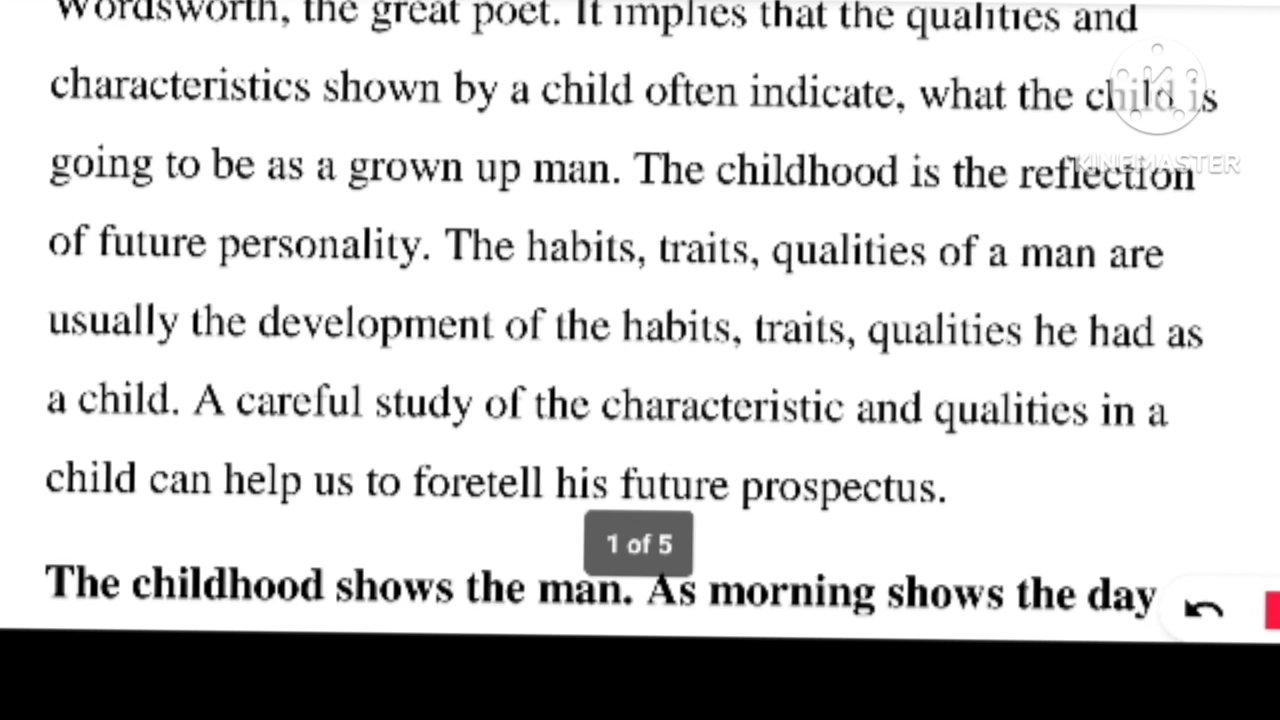 Wordsworth, the great poet. It implies that the qualities and
characteristics shown by a child often indicate, what the child is
going to be as a grown up man. The childhood is the reflection
KINEMASTER
of future personality. The habits, traits, qualities of a man are
usually the development of the habits, traits, qualities he had as
a child. A careful study of the characteristic and qualities in a
child can help us to foretell his future prospectus.
1 of 5
The childhood shows the man. As morning shows the day